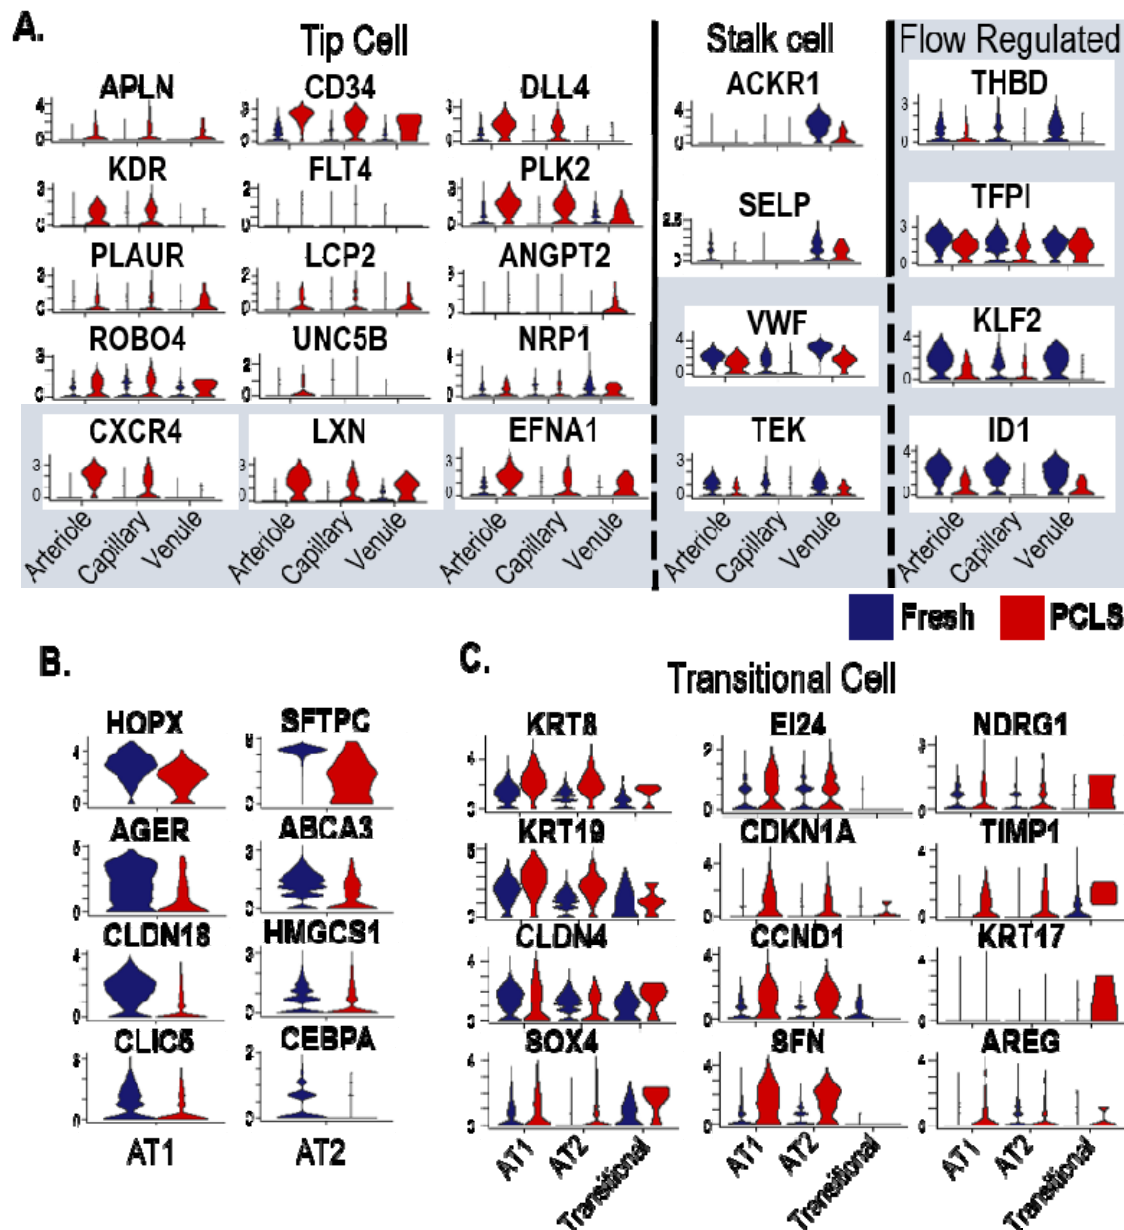 A.
Tip Cell
Stalk cell
Flow Regulated
APLN CD34 DLL4
KDR FLT4 PLK2
PLAUR LCP2 ANGPT2
ROBO4 UNC5B NRP1
CXCR4 LXN EFNA1
ACKR1
SELP
VWF
TEK
THBD
TFPI
KLF2
ID1
Arteriole Capillary Venule
Arteriole Capillary Venule
Arteriole Capillary Venule
Arteriole Capillary Venule
Arteriole Capillary Venule
Fresh PCLS
B.
HOPX SFTPC
AGER ABCA3
CLDN18 HMGCS1
CLIC5 CEBPA
AT1 AT2
C.
Transitional Cell
KRT8 EI24 NDRG1
KRT19 CDKN1A TIMP1
CLDN4 CCND1 KRT17
SOX4 SFN AREG
AT1 AT2 Transitional
AT1 AT2 Transitional
AT1 AT2 Transitional